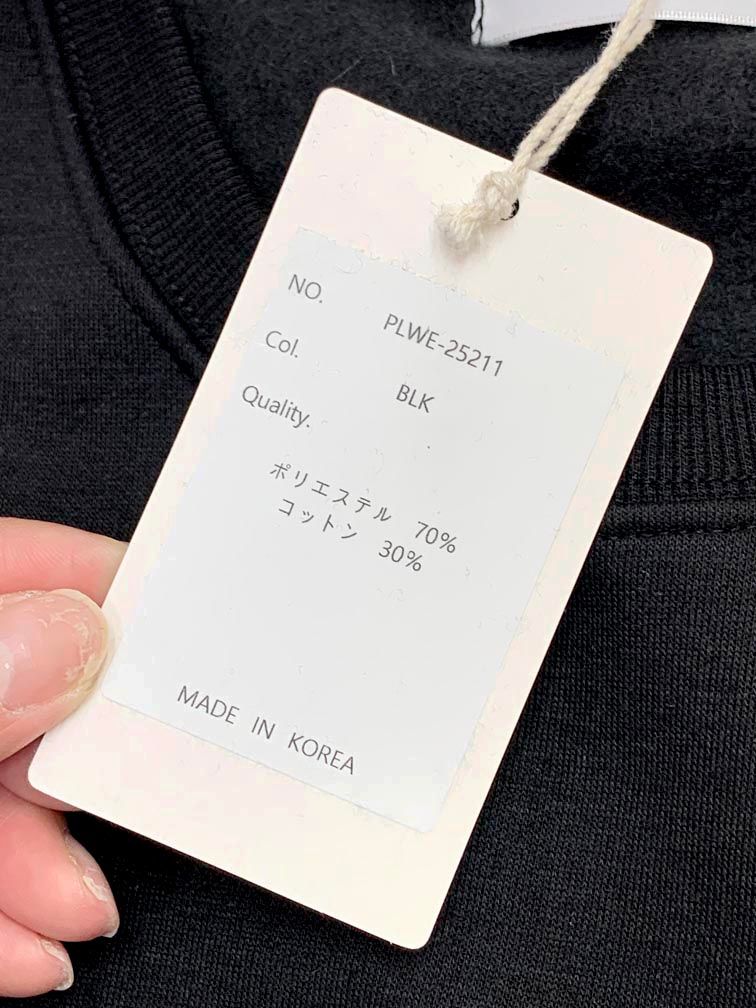 NO. PLWE-25211
Col. BLK
Quality.
ポリエステル 70%
コットン 30%
MADE IN KOREA